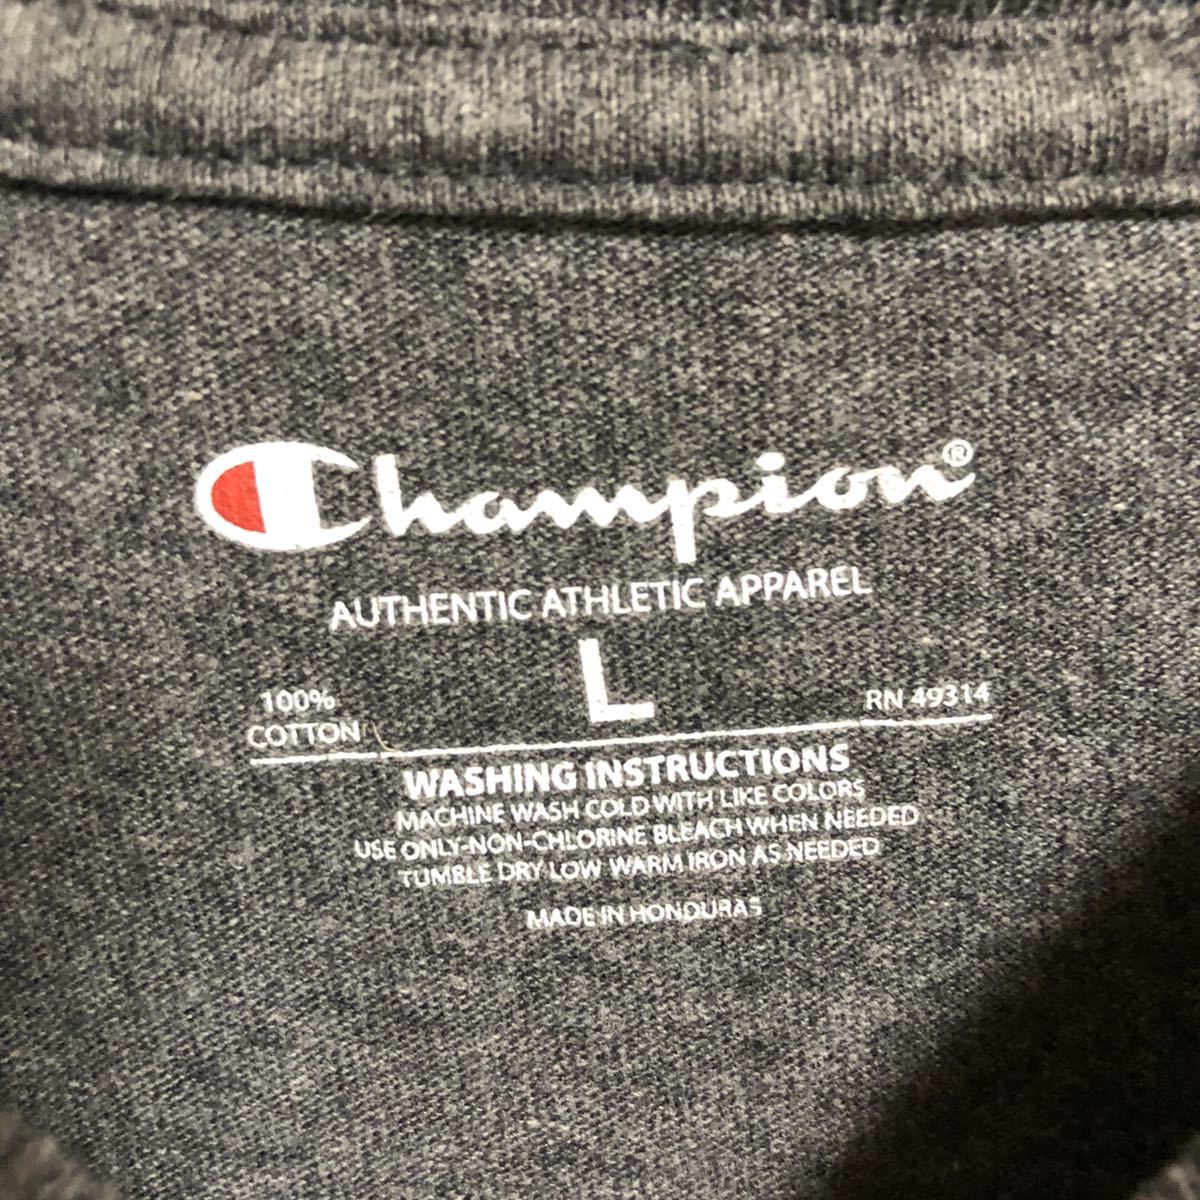 Champion®
AUTHENTIC ATHLETIC APPAREL
L
100%
COTTON
RN 49314
WASHING INSTRUCTIONS
MACHINE WASH COLD WITH LIKE COLORS
USE ONLY-NON-CHLORINE BLEACH WHEN NEEDED
TUMBLE DRY LOW WARM IRON AS NEEDED
MADE IN HONDURAS